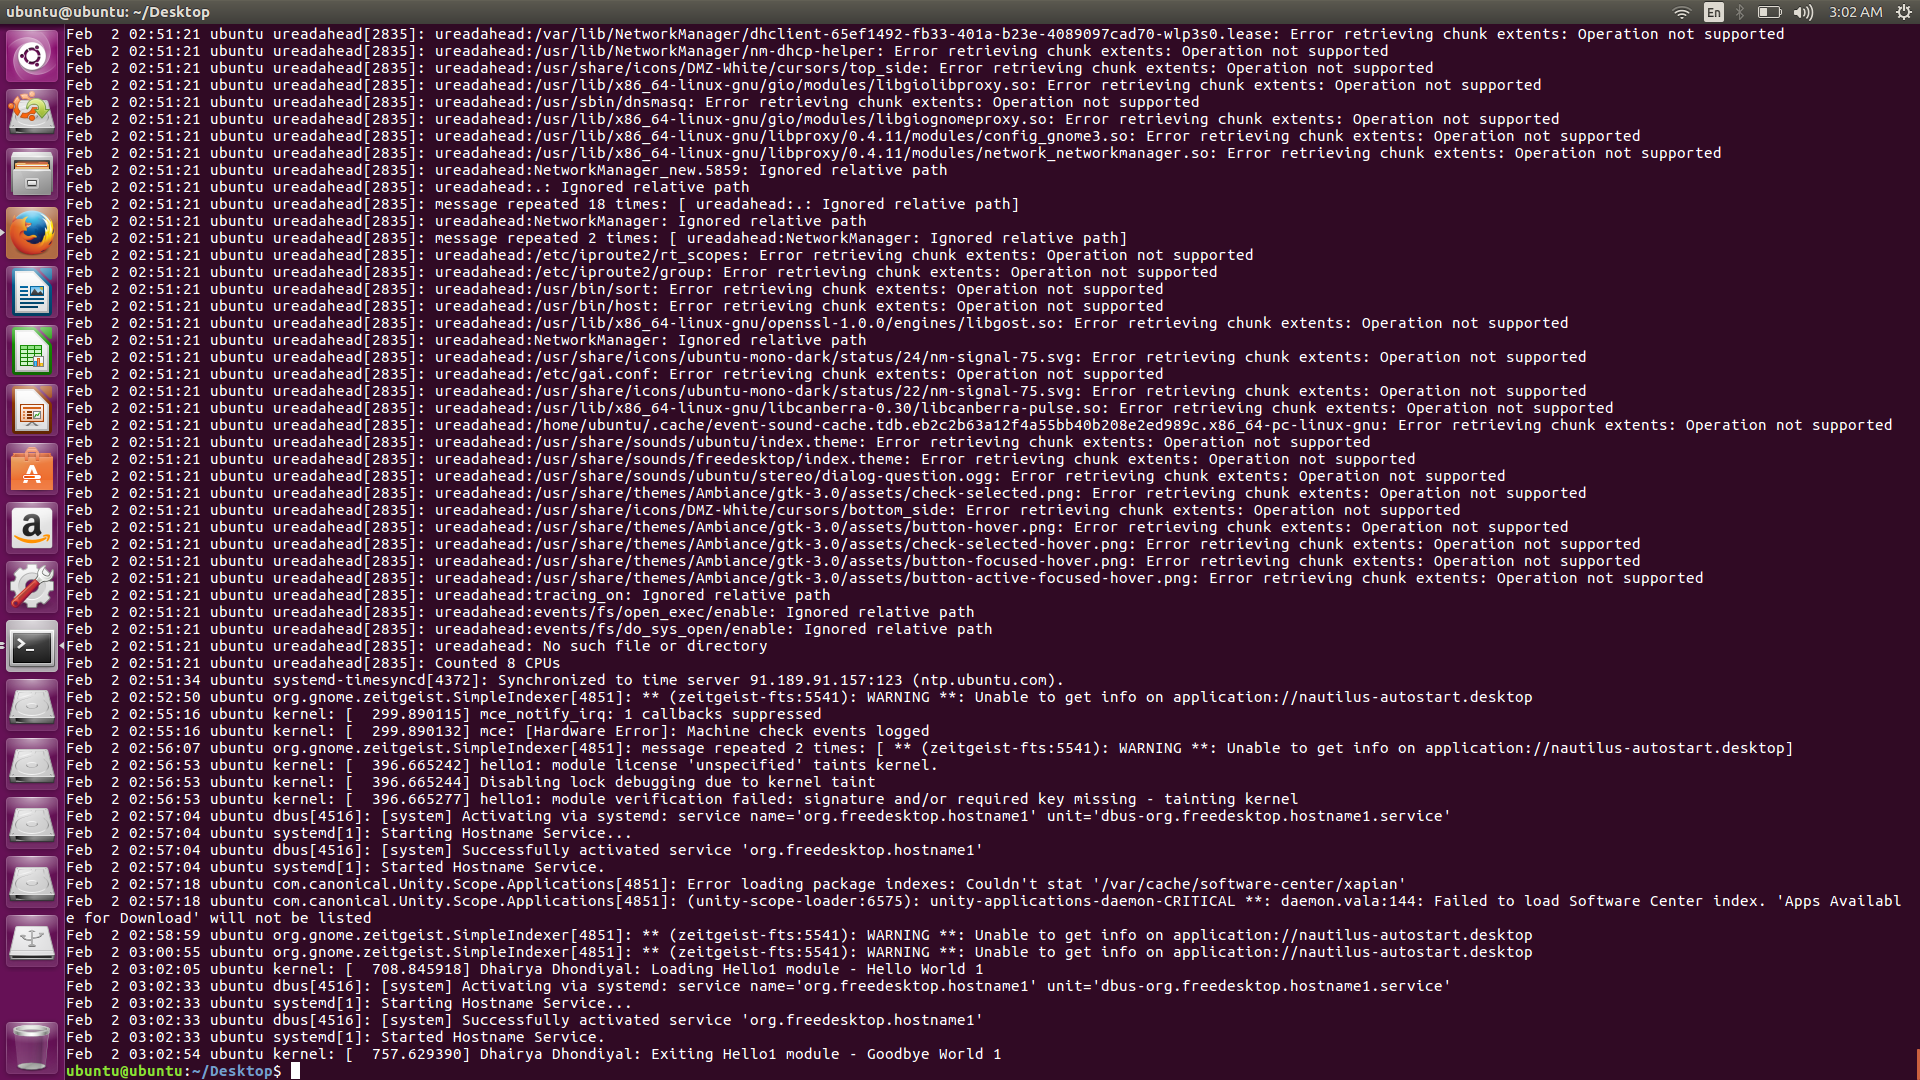 ubuntu@ubuntu: ~/Desktop
En
3:02 AM
Feb  2 02:51:21 ubuntu ureadahead[2835]: ureadahead:/var/lib/NetworkManager/dhclient-65ef1492-fb33-401a-b23e-4089097cad70-wlp3s0.lease: Error retrieving chunk extents: Operation not supported
Feb  2 02:51:21 ubuntu ureadahead[2835]: ureadahead:/usr/lib/NetworkManager/nm-dhcp-helper: Error retrieving chunk extents: Operation not supported
Feb  2 02:51:21 ubuntu ureadahead[2835]: ureadahead:/usr/share/icons/DMZ-White/cursors/top_side: Error retrieving chunk extents: Operation not supported
Feb  2 02:51:21 ubuntu ureadahead[2835]: ureadahead:/usr/lib/x86_64-linux-gnu/gio/modules/libgiolibproxy.so: Error retrieving chunk extents: Operation not supported
Feb  2 02:51:21 ubuntu ureadahead[2835]: ureadahead:/usr/sbin/dnsmasq: Error retrieving chunk extents: Operation not supported
Feb  2 02:51:21 ubuntu ureadahead[2835]: ureadahead:/usr/lib/x86_64-linux-gnu/gio/modules/libgiognomeproxy.so: Error retrieving chunk extents: Operation not supported
Feb  2 02:51:21 ubuntu ureadahead[2835]: ureadahead:/usr/lib/x86_64-linux-gnu/libproxy/0.4.11/modules/config_gnome3.so: Error retrieving chunk extents: Operation not supported
Feb  2 02:51:21 ubuntu ureadahead[2835]: ureadahead:/usr/lib/x86_64-linux-gnu/libproxy/0.4.11/modules/network_networkmanager.so: Error retrieving chunk extents: Operation not supported
Feb  2 02:51:21 ubuntu ureadahead[2835]: ureadahead:NetworkManager_new.5859: Ignored relative path
Feb  2 02:51:21 ubuntu ureadahead[2835]: ureadahead:.: Ignored relative path
Feb  2 02:51:21 ubuntu ureadahead[2835]: message repeated 18 times: [ ureadahead:.: Ignored relative path]
Feb  2 02:51:21 ubuntu ureadahead[2835]: ureadahead:NetworkManager: Ignored relative path
Feb  2 02:51:21 ubuntu ureadahead[2835]: message repeated 2 times: [ ureadahead:NetworkManager: Ignored relative path]
Feb  2 02:51:21 ubuntu ureadahead[2835]: ureadahead:/etc/iproute2/rt_scopes: Error retrieving chunk extents: Operation not supported
Feb  2 02:51:21 ubuntu ureadahead[2835]: ureadahead:/etc/iproute2/group: Error retrieving chunk extents: Operation not supported
Feb  2 02:51:21 ubuntu ureadahead[2835]: ureadahead:/usr/bin/sort: Error retrieving chunk extents: Operation not supported
Feb  2 02:51:21 ubuntu ureadahead[2835]: ureadahead:/usr/bin/host: Error retrieving chunk extents: Operation not supported
Feb  2 02:51:21 ubuntu ureadahead[2835]: ureadahead:/usr/lib/x86_64-linux-gnu/openssl-1.0.0/engines/libgost.so: Error retrieving chunk extents: Operation not supported
Feb  2 02:51:21 ubuntu ureadahead[2835]: ureadahead:NetworkManager: Ignored relative path
Feb  2 02:51:21 ubuntu ureadahead[2835]: ureadahead:/usr/share/icons/ubuntu-mono-dark/status/24/nm-signal-75.svg: Error retrieving chunk extents: Operation not supported
Feb  2 02:51:21 ubuntu ureadahead[2835]: ureadahead:/etc/gai.conf: Error retrieving chunk extents: Operation not supported
Feb  2 02:51:21 ubuntu ureadahead[2835]: ureadahead:/usr/share/icons/ubuntu-mono-dark/status/22/nm-signal-75.svg: Error retrieving chunk extents: Operation not supported
Feb  2 02:51:21 ubuntu ureadahead[2835]: ureadahead:/usr/lib/x86_64-linux-gnu/libcanberra-0.30/libcanberra-pulse.so: Error retrieving chunk extents: Operation not supported
Feb  2 02:51:21 ubuntu ureadahead[2835]: ureadahead:/home/ubuntu/.cache/event-sound-cache.tdb.eb2c2b63a12f4a55bb40b208e2ed989c.x86_64-pc-linux-gnu: Error retrieving chunk extents: Operation not supported
Feb  2 02:51:21 ubuntu ureadahead[2835]: ureadahead:/usr/share/sounds/ubuntu/index.theme: Error retrieving chunk extents: Operation not supported
Feb  2 02:51:21 ubuntu ureadahead[2835]: ureadahead:/usr/share/sounds/freedesktop/index.theme: Error retrieving chunk extents: Operation not supported
Feb  2 02:51:21 ubuntu ureadahead[2835]: ureadahead:/usr/share/sounds/ubuntu/stereo/dialog-question.ogg: Error retrieving chunk extents: Operation not supported
Feb  2 02:51:21 ubuntu ureadahead[2835]: ureadahead:/usr/share/themes/Ambiance/gtk-3.0/assets/check-selected.png: Error retrieving chunk extents: Operation not supported
Feb  2 02:51:21 ubuntu ureadahead[2835]: ureadahead:/usr/share/icons/DMZ-White/cursors/bottom_side: Error retrieving chunk extents: Operation not supported
Feb  2 02:51:21 ubuntu ureadahead[2835]: ureadahead:/usr/share/themes/Ambiance/gtk-3.0/assets/button-hover.png: Error retrieving chunk extents: Operation not supported
Feb  2 02:51:21 ubuntu ureadahead[2835]: ureadahead:/usr/share/themes/Ambiance/gtk-3.0/assets/check-selected-hover.png: Error retrieving chunk extents: Operation not supported
Feb  2 02:51:21 ubuntu ureadahead[2835]: ureadahead:/usr/share/themes/Ambiance/gtk-3.0/assets/button-focused-hover.png: Error retrieving chunk extents: Operation not supported
Feb  2 02:51:21 ubuntu ureadahead[2835]: ureadahead:/usr/share/themes/Ambiance/gtk-3.0/assets/button-active-focused-hover.png: Error retrieving chunk extents: Operation not supported
Feb  2 02:51:21 ubuntu ureadahead[2835]: ureadahead:tracing_on: Ignored relative path
Feb  2 02:51:21 ubuntu ureadahead[2835]: ureadahead:events/fs/open_exec/enable: Ignored relative path
Feb  2 02:51:21 ubuntu ureadahead[2835]: ureadahead:events/fs/do_sys_open/enable: Ignored relative path
Feb  2 02:51:21 ubuntu ureadahead[2835]: ureadahead: No such file or directory
Feb  2 02:51:21 ubuntu ureadahead[2835]: Counted 8 CPUs
Feb  2 02:51:34 ubuntu systemd-timesyncd[4372]: Synchronized to time server 91.189.91.157:123 (ntp.ubuntu.com).
Feb  2 02:52:50 ubuntu org.gnome.zeitgeist.SimpleIndexer[4851]: ** (zeitgeist-fts:5541): WARNING **: Unable to get info on application://nautilus-autostart.desktop
Feb  2 02:55:16 ubuntu kernel: [  299.890115] mce_notify_irq: 1 callbacks suppressed
Feb  2 02:55:16 ubuntu kernel: [  299.890132] mce: [Hardware Error]: Machine check events logged
Feb  2 02:56:07 ubuntu org.gnome.zeitgeist.SimpleIndexer[4851]: message repeated 2 times: [ ** (zeitgeist-fts:5541): WARNING **: Unable to get info on application://nautilus-autostart.desktop]
Feb  2 02:56:53 ubuntu kernel: [  396.665242] hello1: module license 'unspecified' taints kernel.
Feb  2 02:56:53 ubuntu kernel: [  396.665244] Disabling lock debugging due to kernel taint
Feb  2 02:56:53 ubuntu kernel: [  396.665277] hello1: module verification failed: signature and/or required key missing - tainting kernel
Feb  2 02:57:04 ubuntu dbus[4516]: [system] Activating via systemd: service name='org.freedesktop.hostname1' unit='dbus-org.freedesktop.hostname1.service'
Feb  2 02:57:04 ubuntu systemd[1]: Starting Hostname Service...
Feb  2 02:57:04 ubuntu dbus[4516]: [system] Successfully activated service 'org.freedesktop.hostname1'
Feb  2 02:57:04 ubuntu systemd[1]: Started Hostname Service.
Feb  2 02:57:18 ubuntu com.canonical.Unity.Scope.Applications[4851]: Error loading package indexes: Couldn't stat '/var/cache/software-center/xapian'
Feb  2 02:57:18 ubuntu com.canonical.Unity.Scope.Applications[4851]: (unity-scope-loader:6575): unity-applications-daemon-CRITICAL **: daemon.vala:144: Failed to load Software Center index. 'Apps Availabl
e for Download' will not be listed
Feb  2 02:58:59 ubuntu org.gnome.zeitgeist.SimpleIndexer[4851]: ** (zeitgeist-fts:5541): WARNING **: Unable to get info on application://nautilus-autostart.desktop
Feb  2 03:00:55 ubuntu org.gnome.zeitgeist.SimpleIndexer[4851]: ** (zeitgeist-fts:5541): WARNING **: Unable to get info on application://nautilus-autostart.desktop
Feb  2 03:02:05 ubuntu kernel: [  708.845918] Dhairya Dhondiyal: Loading Hello1 module - Hello World 1
Feb  2 03:02:33 ubuntu dbus[4516]: [system] Activating via systemd: service name='org.freedesktop.hostname1' unit='dbus-org.freedesktop.hostname1.service'
Feb  2 03:02:33 ubuntu systemd[1]: Starting Hostname Service...
Feb  2 03:02:33 ubuntu dbus[4516]: [system] Successfully activated service 'org.freedesktop.hostname1'
Feb  2 03:02:33 ubuntu systemd[1]: Started Hostname Service.
Feb  2 03:02:54 ubuntu kernel: [  757.629390] Dhairya Dhondiyal: Exiting Hello1 module - Goodbye World 1
ubuntu@ubuntu:~/Desktop$